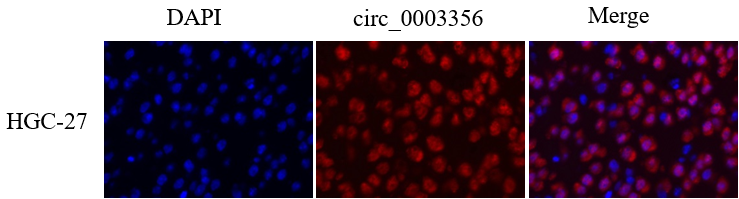 DAPI
circ_0003356
Merge
HGC-27